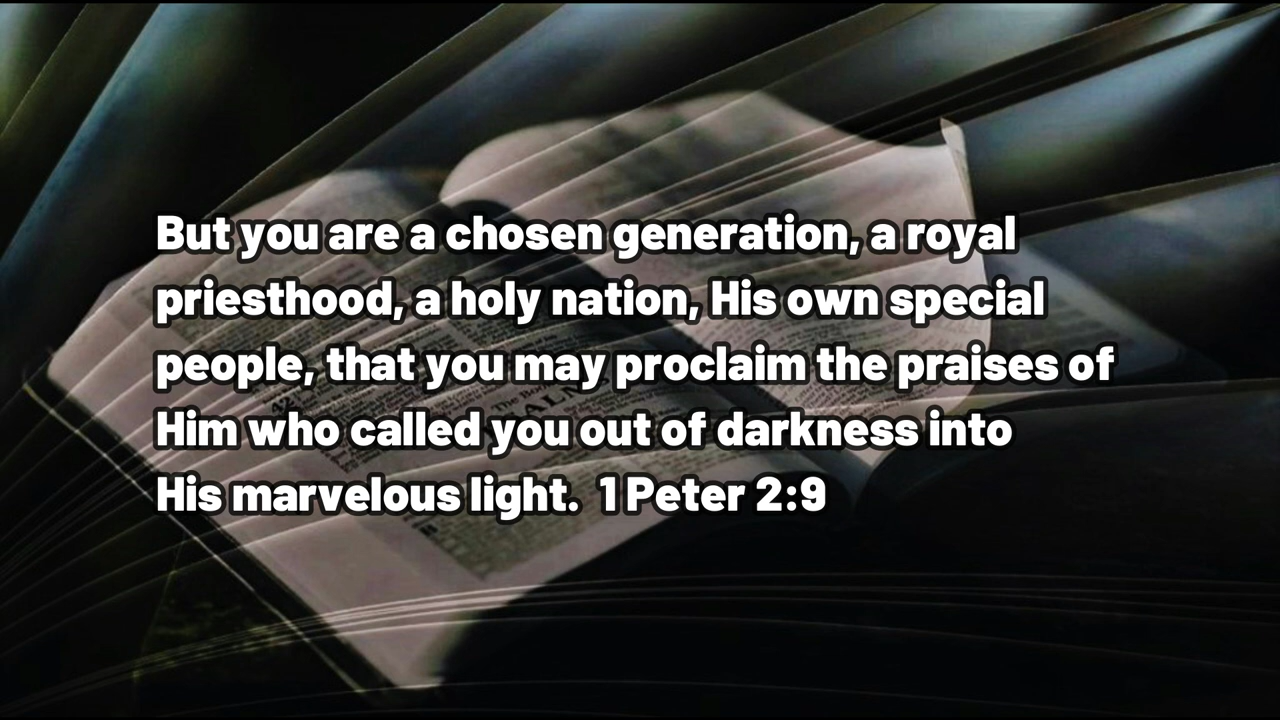 But you are a chosen generation, a royal
priesthood, a holy nation, His own special
people, that you may proclaim the praises of
Him who called you out of darkness into
His marvelous light.  1 Peter 2:9